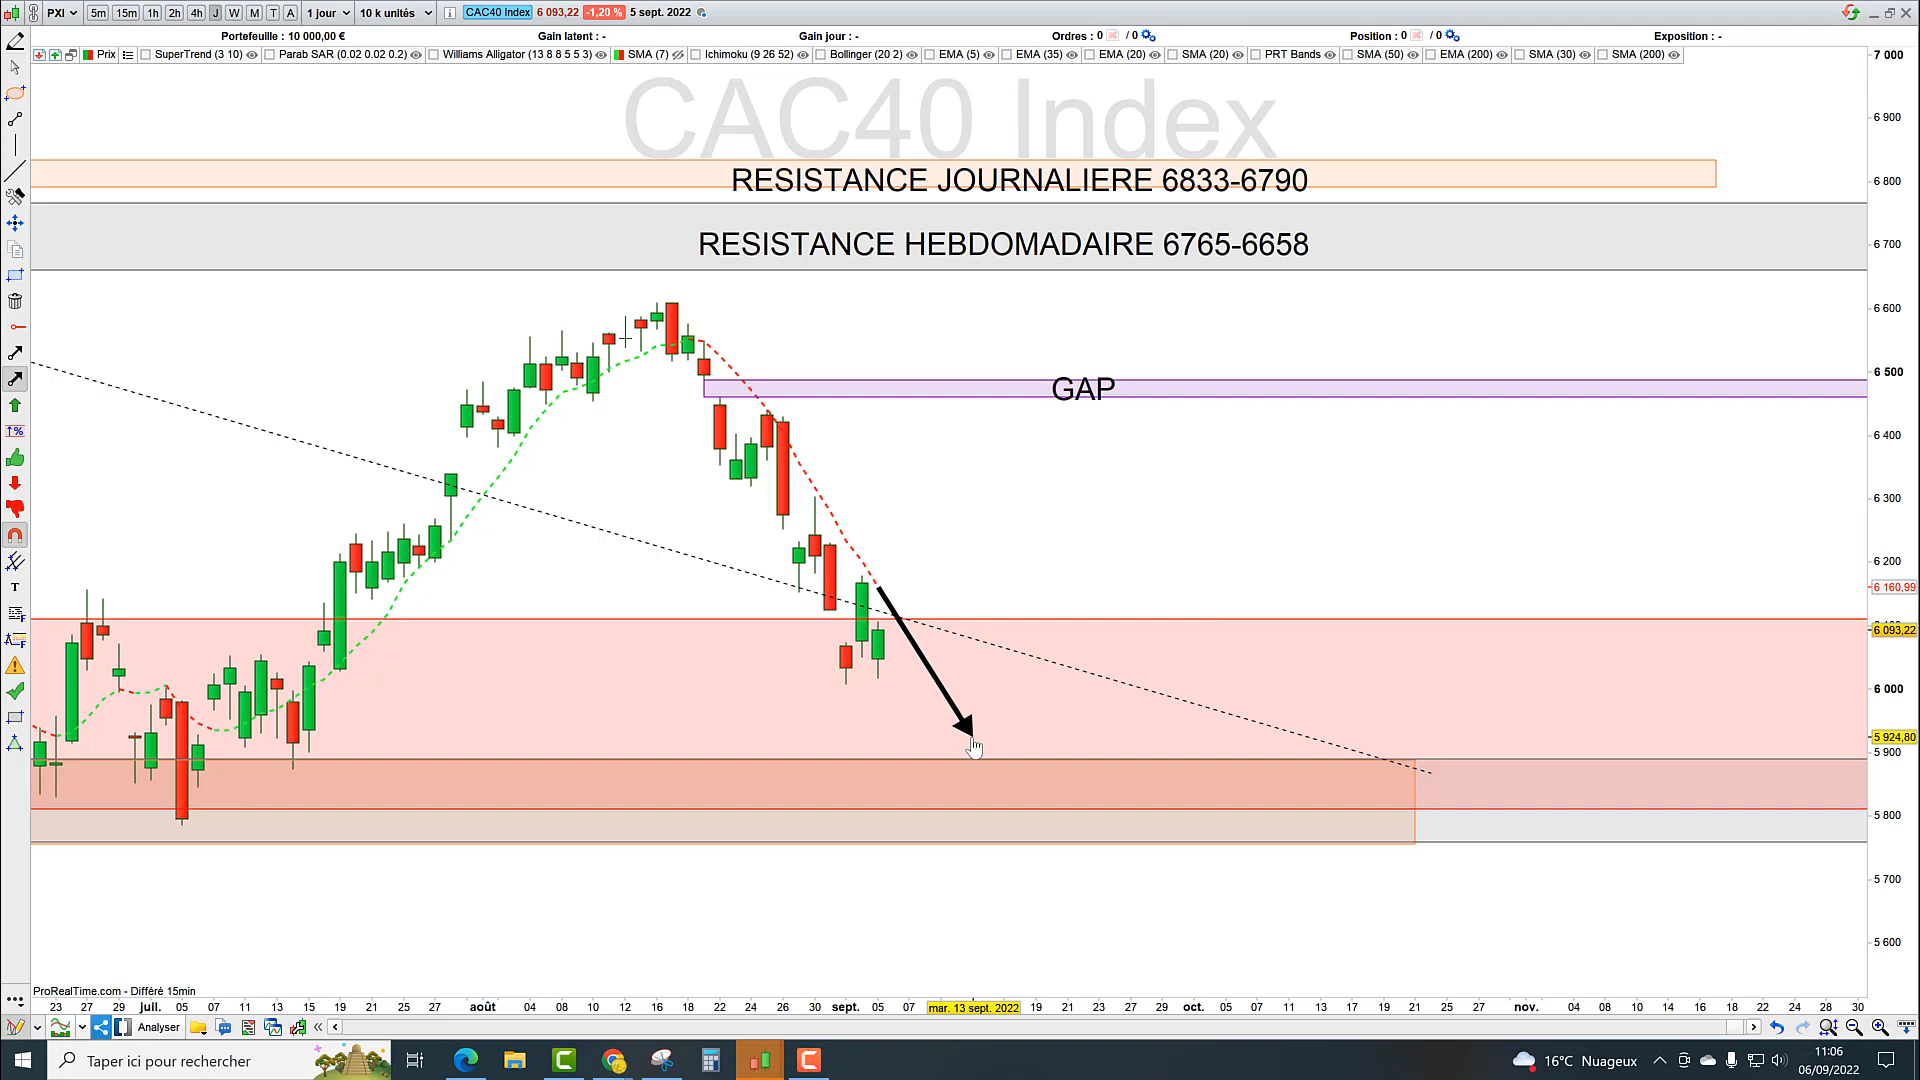 PXI 5m 15m 1h 2h 4h J W M T A 1 jour 10 k unités CAC40 Index 6 093,22 -1,20 % 5 sept. 2022
Portefeuille : 10 000,00 € Gain latent : - Gain jour : - Ordres : 0 / 0 Position : 0 / 0 Exposition : -
Prix SuperTrend (3 10) Parab SAR (0.02 0.02 0.2) Williams Alligator (13 8 8 5 5 3) SMA (7) Ichimoku (9 26 52) Bollinger (20 2) EMA (5) EMA (35) EMA (20) SMA (20) PRT Bands SMA (50) EMA (200) SMA (30) SMA (200)
7 000
CAC40 Index
6 900
RESISTANCE JOURNALIERE 6833-6790
6 800
RESISTANCE HEBDOMADAIRE 6765-6658
6 700
6 600
6 500
GAP
6 400
6 300
6 200
6 160,99
6 093,22
6 000
5 924,80
5 900
5 800
5 700
5 600
ProRealTime.com - Différé 15min
23 27 29 juil. 05 07 11 13 15 19 21 25 27 août 04 08 10 12 16 18 22 24 26 30 sept. 05 07 mar. 13 sept. 2022 19 21 23 27 29 oct. 05 07 11 13 17 19 21 25 27 nov. 04 08 10 14 16 18 22 24 28 30
Analyser
Taper ici pour rechercher
16°C Nuageux
11:06
06/09/2022